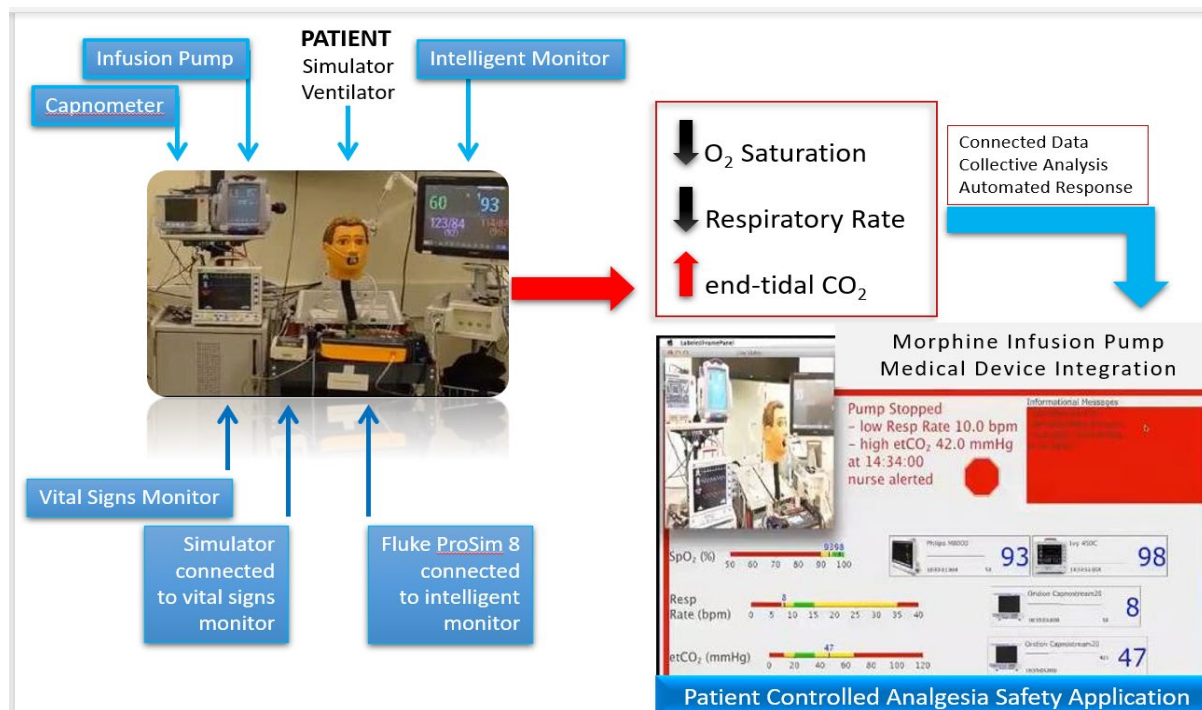 PATIENT
Simulator
Ventilator
Infusion Pump
Capnometer
Intelligent Monitor
60
93
123/84
Vital Signs Monitor
Simulator
connected
to vital signs
monitor
Fluke ProSim 8
connected
to intelligent
monitor
O₂ Saturation
Respiratory Rate
end-tidal CO₂
Connected Data
Collective Analysis
Automated Response
Morphine Infusion Pump
Medical Device Integration
Pump Stopped
– low Resp Rate 10.0 bpm
– high etCO₂ 42.0 mmHg
at 14:34:00
nurse alerted
Informational Messages
SpO₂ (%)
93 98
50 60 70 80 90 100
93
Ivy 450C
98
Resp
Rate (bpm)
8
0 5 10 15 20 25 30 35 40
Oridion Capnostream20
8
etCO₂ (mmHg)
47
0 20 40 60 80 100 120
Oridion Capnostream20
47
Patient Controlled Analgesia Safety Application